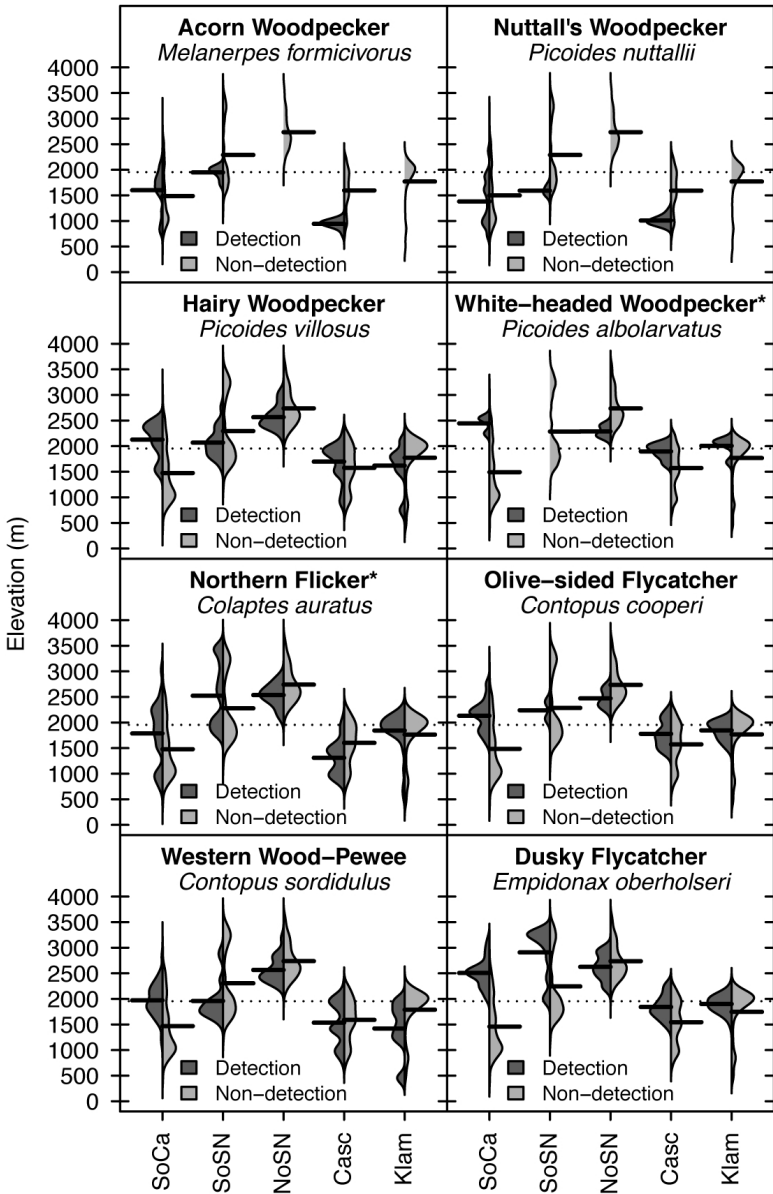 Acorn Woodpecker
Melanerpes formicivorus
Nuttall's Woodpecker
Picoides nuttallii
4000
3500
3000
2500
2000
1500
1000
500
0
Detection
Non−detection
Detection
Non−detection
Hairy Woodpecker
Picoides villosus
White−headed Woodpecker*
Picoides albolarvatus
4000
3500
3000
2500
2000
1500
1000
500
0
Detection
Non−detection
Detection
Non−detection
Elevation (m)
Northern Flicker*
Colaptes auratus
Olive−sided Flycatcher
Contopus cooperi
4000
3500
3000
2500
2000
1500
1000
500
0
Detection
Non−detection
Detection
Non−detection
Western Wood−Pewee
Contopus sordidulus
Dusky Flycatcher
Empidonax oberholseri
4000
3500
3000
2500
2000
1500
1000
500
0
Detection
Non−detection
Detection
Non−detection
SoCa
SoSN
NoSN
Casc
Klam
SoCa
SoSN
NoSN
Casc
Klam